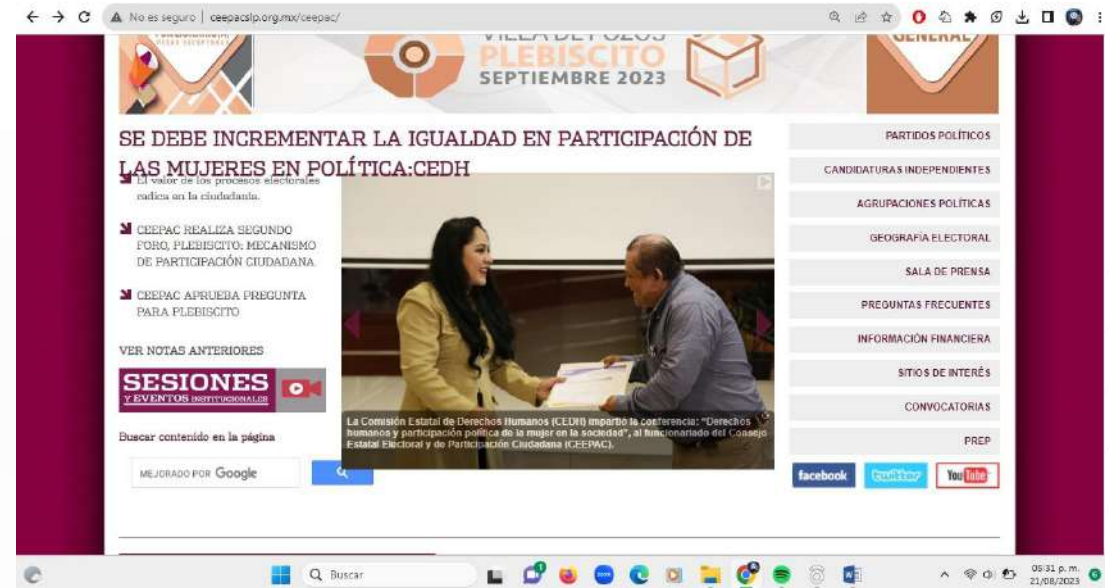 No es seguro | ceepacslp.org.mx/ceepac/
VILLA DE POZOS
PLEBISCITO
SEPTIEMBRE 2023
GENERAL
SE DEBE INCREMENTAR LA IGUALDAD EN PARTICIPACIÓN DE
LAS MUJERES EN POLÍTICA:CEDH
El valor de los procesos electorales
radica en la ciudadanía.
CEEPAC REALIZA SEGUNDO
FORO, PLEBISCITO: MECANISMO
DE PARTICIPACIÓN CIUDADANA
CEEPAC APRUEBA PREGUNTA
PARA PLEBISCITO
VER NOTAS ANTERIORES
SESIONES
Y EVENTOS INSTITUCIONALES
Buscar contenido en la página
MEJORADO POR Google
La Comisión Estatal de Derechos Humanos (CEDH) impartió la conferencia: "Derechos
humanos y participación política de la mujer en la sociedad", al funcionariado del Consejo
Estatal Electoral y de Participación Ciudadana (CEEPAC).
PARTIDOS POLÍTICOS
CANDIDATURAS INDEPENDIENTES
AGRUPACIONES POLÍTICAS
GEOGRAFÍA ELECTORAL
SALA DE PRENSA
PREGUNTAS FRECUENTES
INFORMACIÓN FINANCIERA
SITIOS DE INTERÉS
CONVOCATORIAS
PREP
facebook
twitter
YouTube
Buscar
zoom
05:31 p. m.
21/08/2023